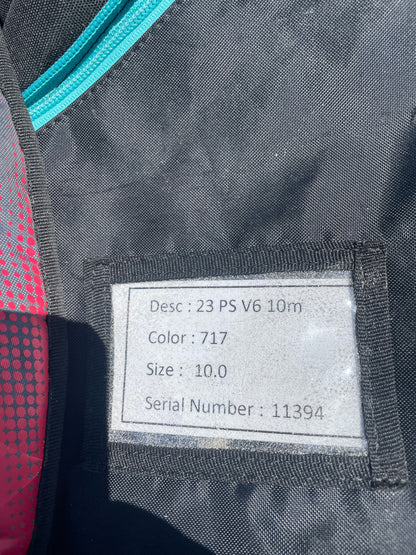 Desc : 23 PS V6 10m
Color : 717
Size : 10.0
Serial Number : 11394